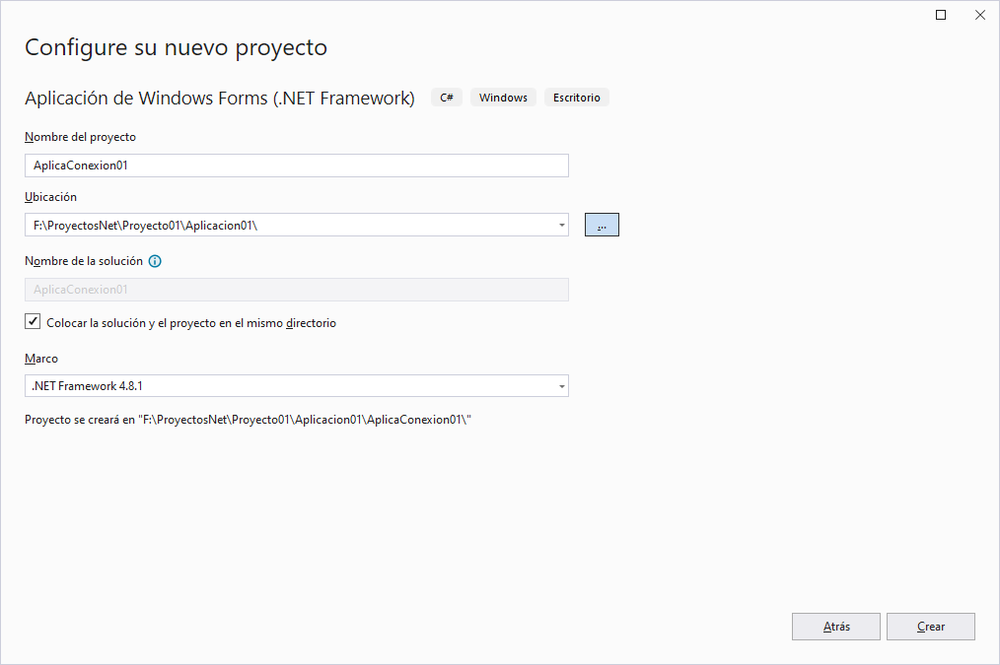 Configure su nuevo proyecto
Aplicación de Windows Forms (.NET Framework) C# Windows Escritorio
Nombre del proyecto
AplicaConexion01
Ubicación
F:\ProyectosNet\Proyecto01\Aplicacion01\
...
Nombre de la solución
AplicaConexion01
Colocar la solución y el proyecto en el mismo directorio
Marco
.NET Framework 4.8.1
Proyecto se creará en "F:\ProyectosNet\Proyecto01\Aplicacion01\AplicaConexion01\"
Atrás Crear